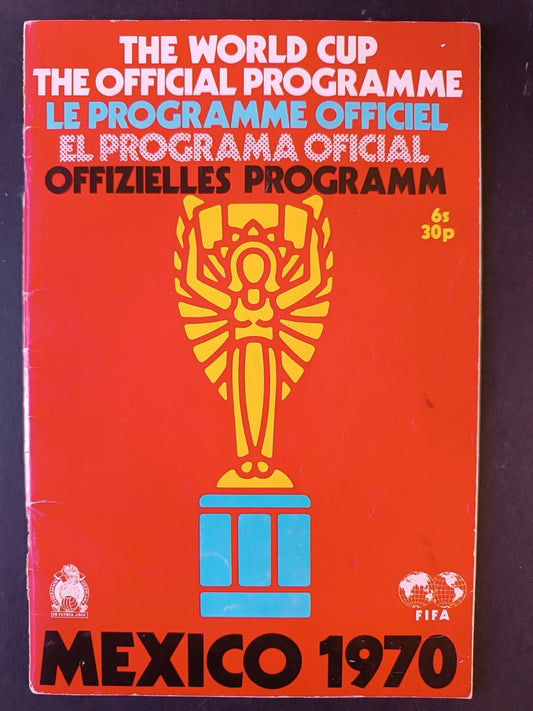 THE WORLD CUP
THE OFFICIAL PROGRAMME
LE PROGRAMME OFFICIEL
EL PROGRAMA OFICIAL
OFFIZIELLES PROGRAMM
6s
30p
FIFA
MEXICO 1970